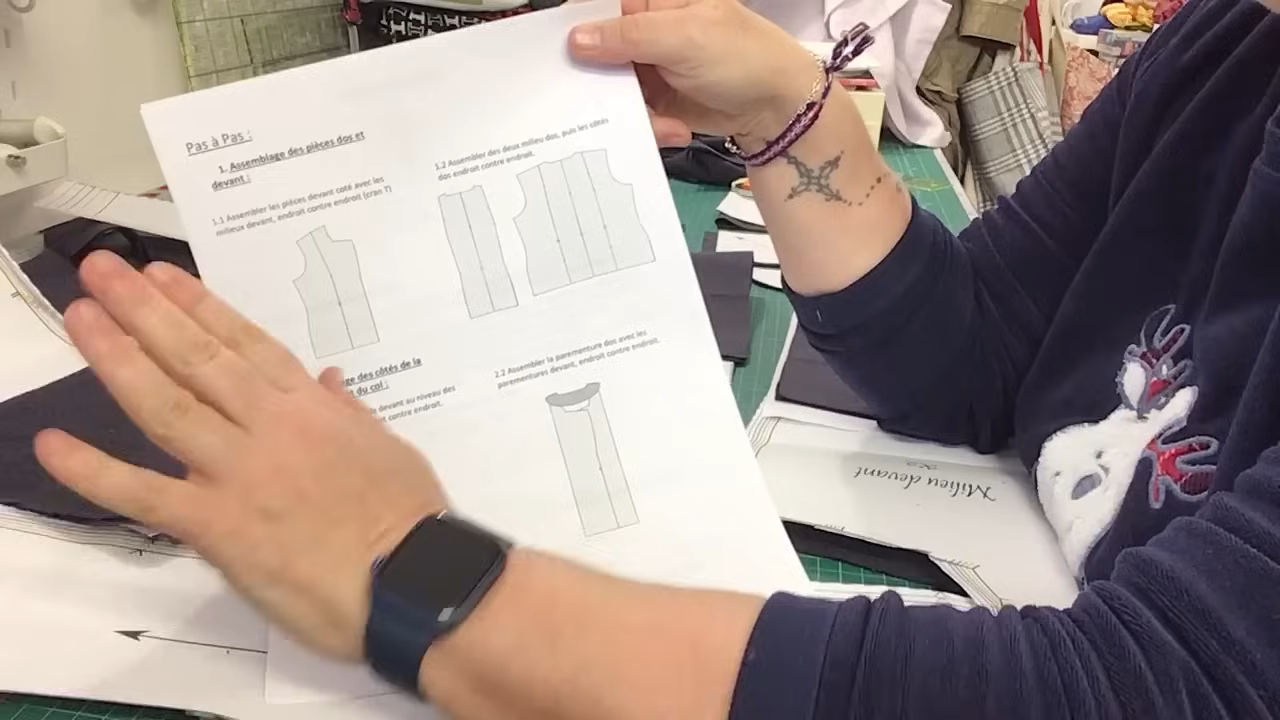 Pas à Pas :
1. Assemblage des pièces dos et
devant :
1.1 Assembler les pièces devant coté avec les
milieux devant, endroit contre endroit (cran T)
1.2 Assembler des deux milieu dos, puis les côtés
dos endroit contre endroit.
ge des côtés de la
du col :
devant au niveau des
contre endroit.
2.2 Assembler la parementure dos avec les
parementures devant, endroit contre endroit.
Milieu devant
X2